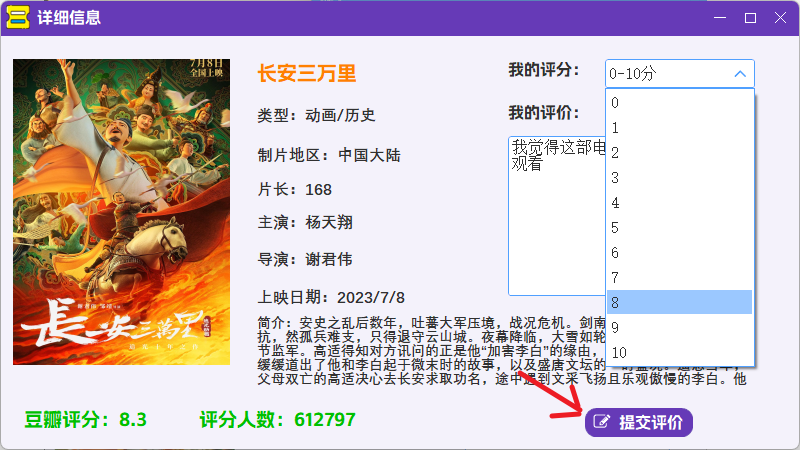 详细信息
7月8日
全国上映
長安三萬里
长安三万里
类型：动画/历史
制片地区：中国大陆
片长：168
主演：杨天翔
导演：谢君伟
上映日期：2023/7/8
我的评分：
0-10分
0
1
2
3
4
5
6
7
8
9
10
我的评价：
我觉得这部电
观看
简介：安史之乱后数年，吐蕃大军压境，战况危机。剑南
抗，然孤兵难支，只得退守云山城。夜幕降临，大雪如轮
节监军。高适得知对方讯问的正是他“加害李白”的缘由，
缓缓道出了他和李白起于微末时的故事，以及盛唐文坛的
父母双亡的高适决心去长安求取功名，途中遇到文采飞扬且乐观傲慢的李白。他
豆瓣评分：8.3
评分人数：612797
提交评价